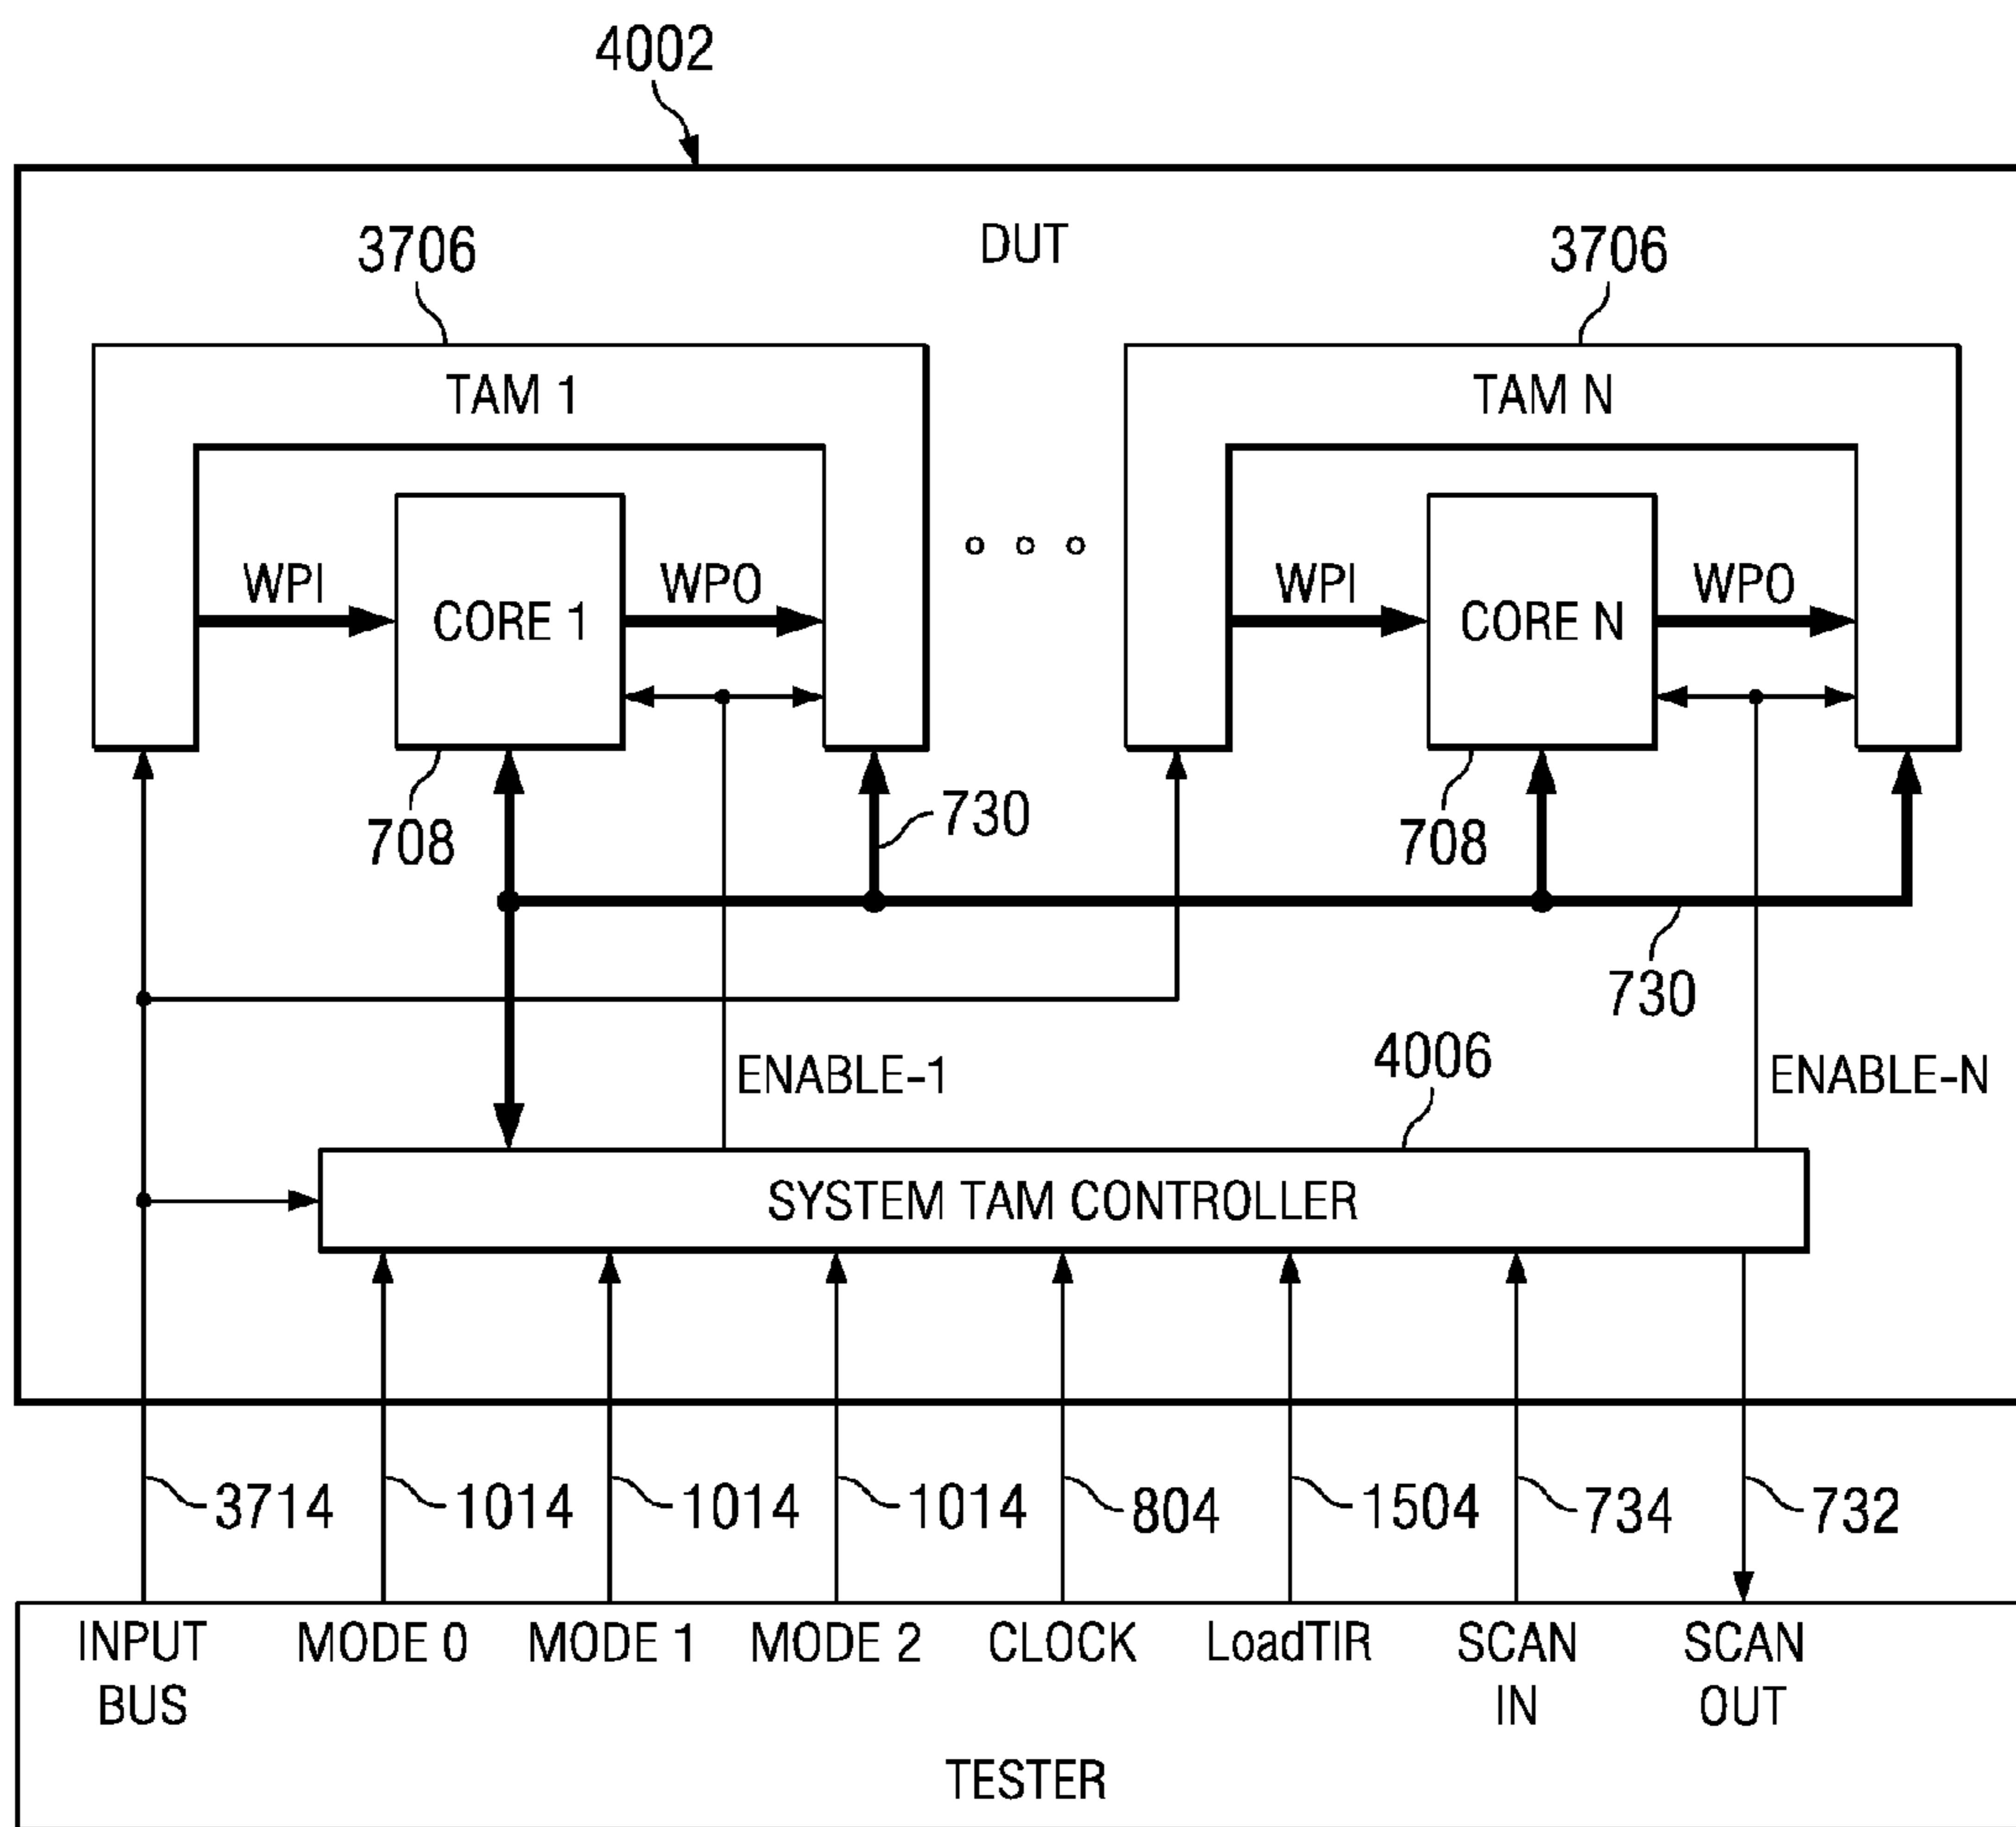 4002
DUT
3706
3706
TAM 1
TAM N
WPI
CORE 1
WPO
WPI
CORE N
WPO
708
730
708
730
ENABLE-1
4006
ENABLE-N
SYSTEM TAM CONTROLLER
3714
1014
1014
1014
804
1504
734
732
INPUT BUS
MODE 0
MODE 1
MODE 2
CLOCK
LoadTIR
SCAN IN
SCAN OUT
TESTER